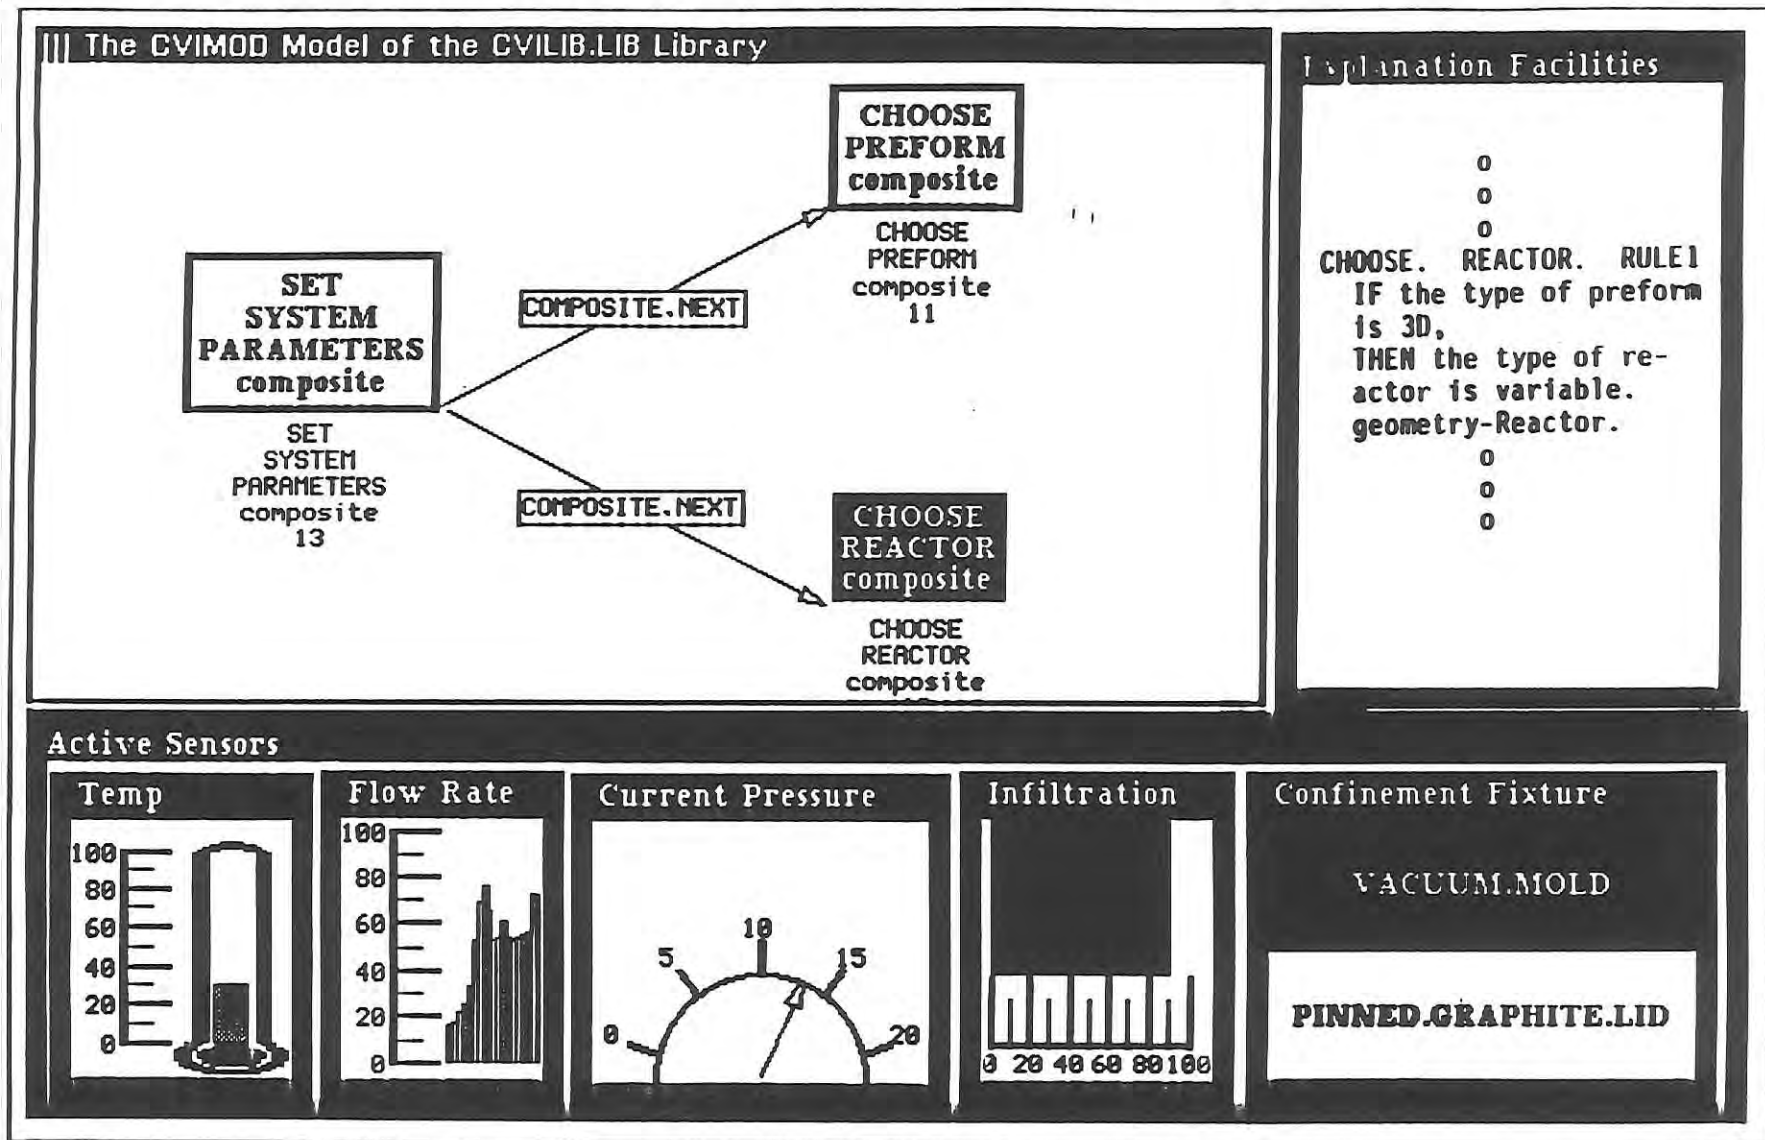 The CVIMOD Model of the CVILIB.LIB Library
CHOOSE
PREFORM
composite
CHOOSE
PREFORM
composite
11
SET
SYSTEM
PARAMETERS
composite
SET
SYSTEM
PARAMETERS
composite
13
COMPOSITE.NEXT
COMPOSITE.NEXT
CHOOSE
REACTOR
composite
CHOOSE
REACTOR
composite
Explanation Facilities
o
o
o
CHOOSE. REACTOR. RULE1
IF the type of preform
is 3D,
THEN the type of re-
actor is variable.
geometry-Reactor.
o
o
o
Active Sensors
Temp
100
80
60
40
20
0
Flow Rate
100
80
60
40
20
0
Current Pressure
0
5
10
15
20
Infiltration
0 20 40 60 80 100
Confinement Fixture
VACUUM.MOLD
PINNED.GRAPHITE.LID